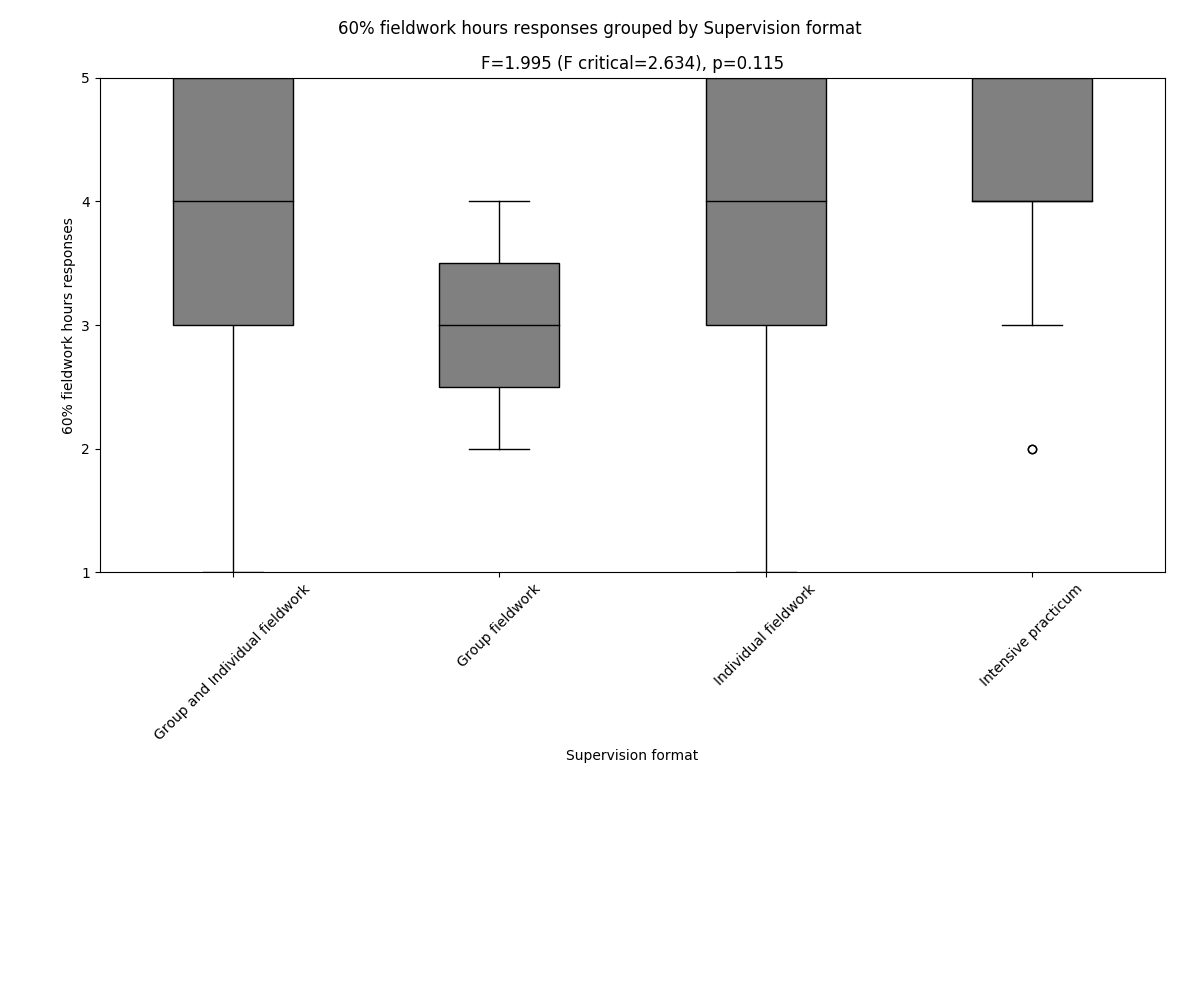 60% fieldwork hours responses grouped by Supervision format
F=1.995 (F critical=2.634), p=0.115
5
4
3
2
1
60% fieldwork hours responses
Group and Individual fieldwork
Group fieldwork
Individual fieldwork
Intensive practicum
Supervision format